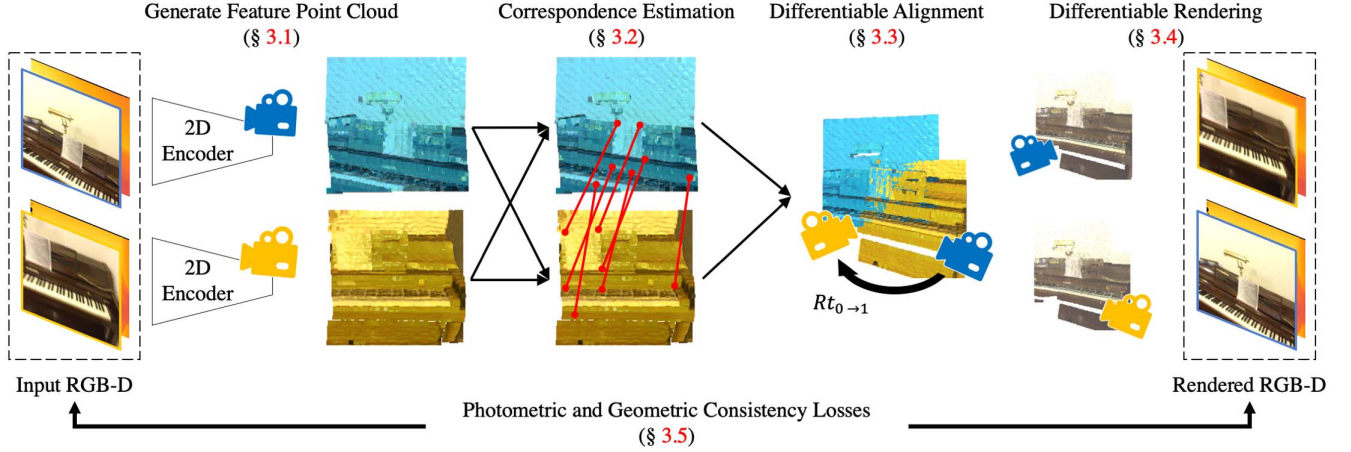 Generate Feature Point Cloud
(§ 3.1)
Correspondence Estimation
(§ 3.2)
Differentiable Alignment
(§ 3.3)
Differentiable Rendering
(§ 3.4)
2D
Encoder
2D
Encoder
Rt0→1
Input RGB-D
Rendered RGB-D
Photometric and Geometric Consistency Losses
(§ 3.5)